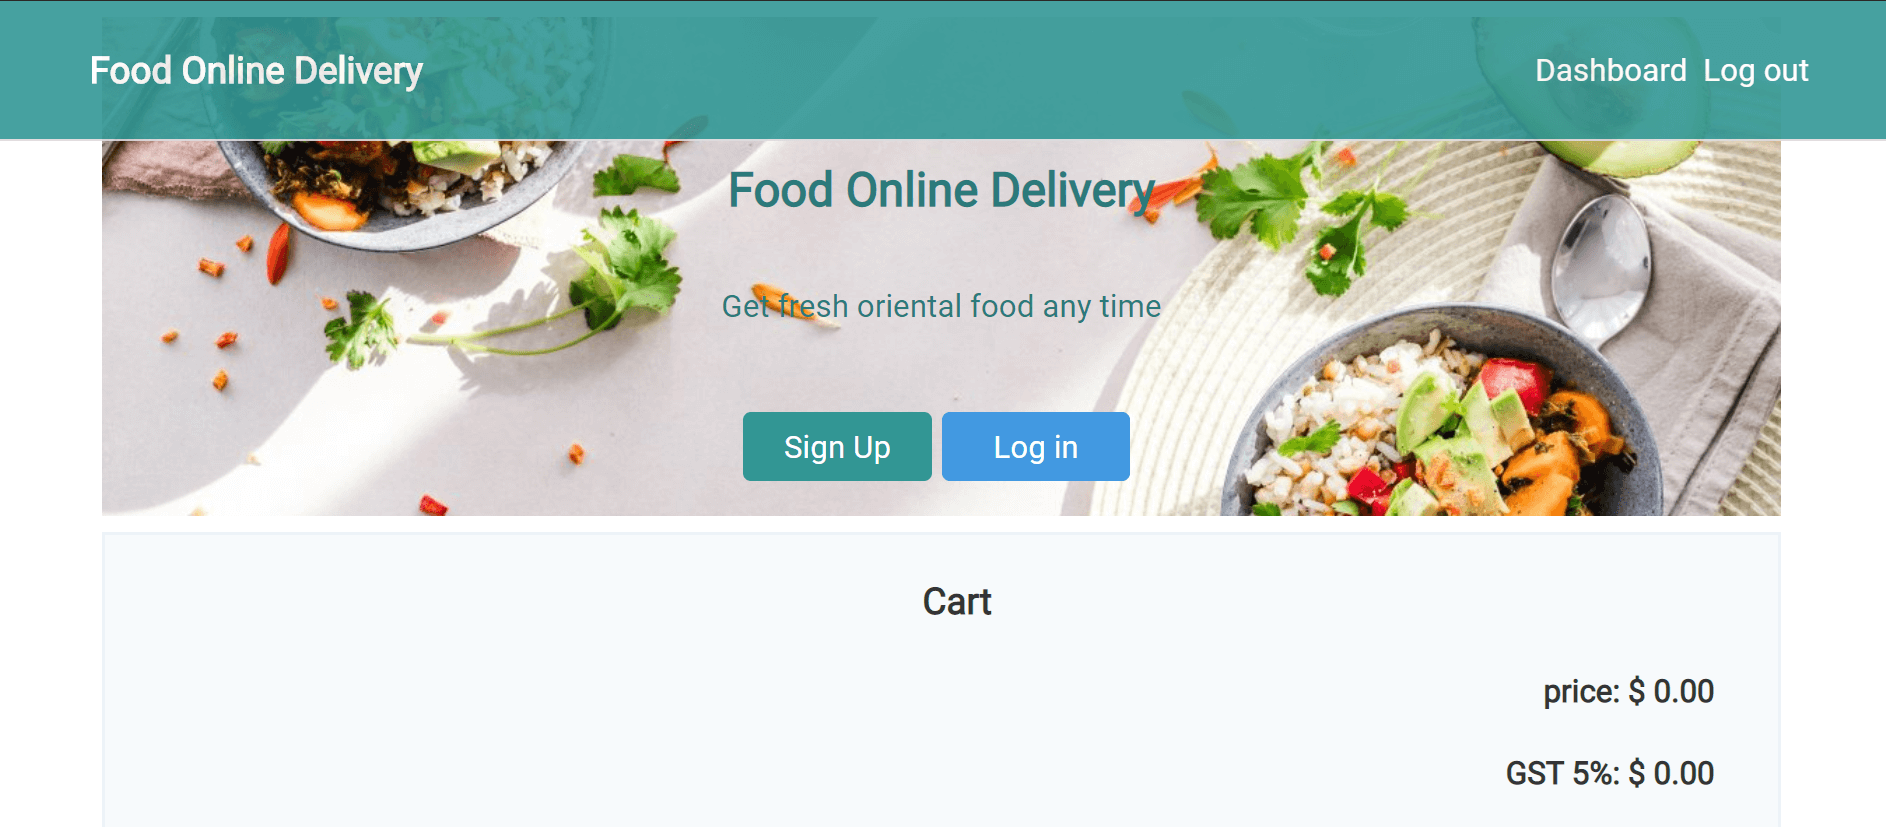 Food Online Delivery
Dashboard Log out
Food Online Delivery
Get fresh oriental food any time
Sign Up
Log in
Cart
price: $ 0.00
GST 5%: $ 0.00